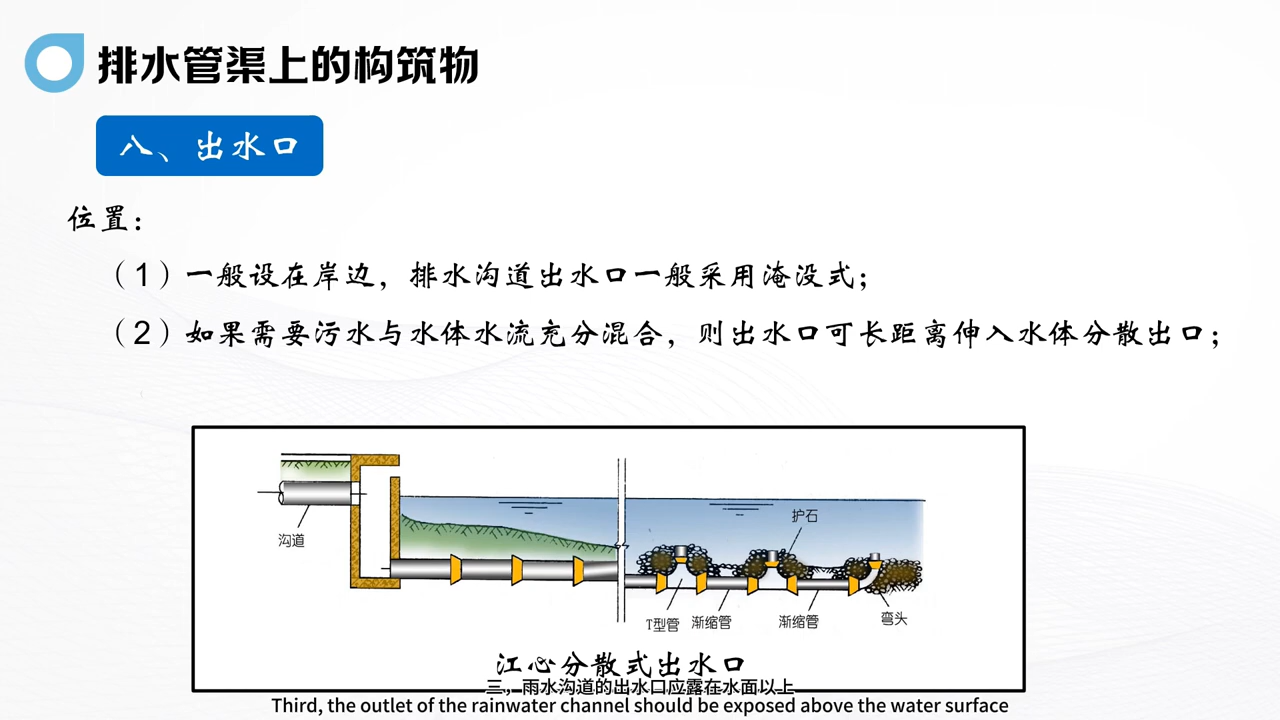 排水管渠上的构筑物
八、出水口
位置：
（1）一般设在岸边，排水沟道出水口一般采用淹没式；
（2）如果需要污水与水体水流充分混合，则出水口可长距离伸入水体分散出口；
护石
沟道
T型管 渐缩管 渐缩管 弯头
江心分散式出水口
三，雨水沟道的出水口应露在水面以上
Third, the outlet of the rainwater channel should be exposed above the water surface